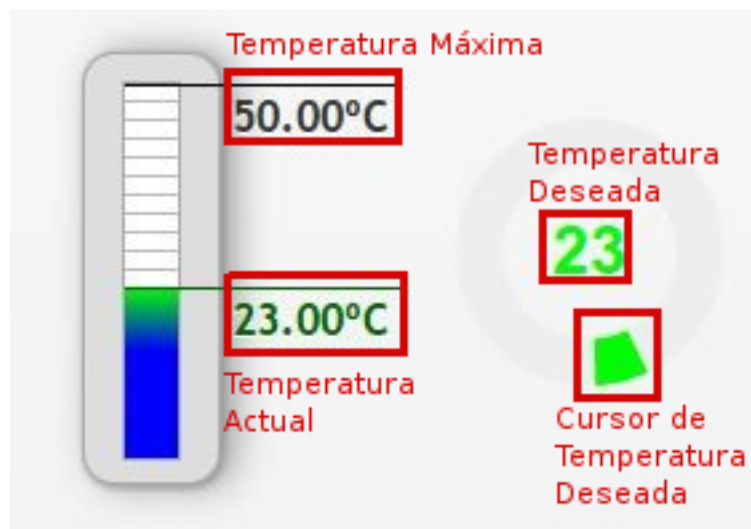 Temperatura Máxima
50.00ºC
Temperatura
Deseada
23
23.00ºC
Temperatura
Actual
Cursor de
Temperatura
Deseada